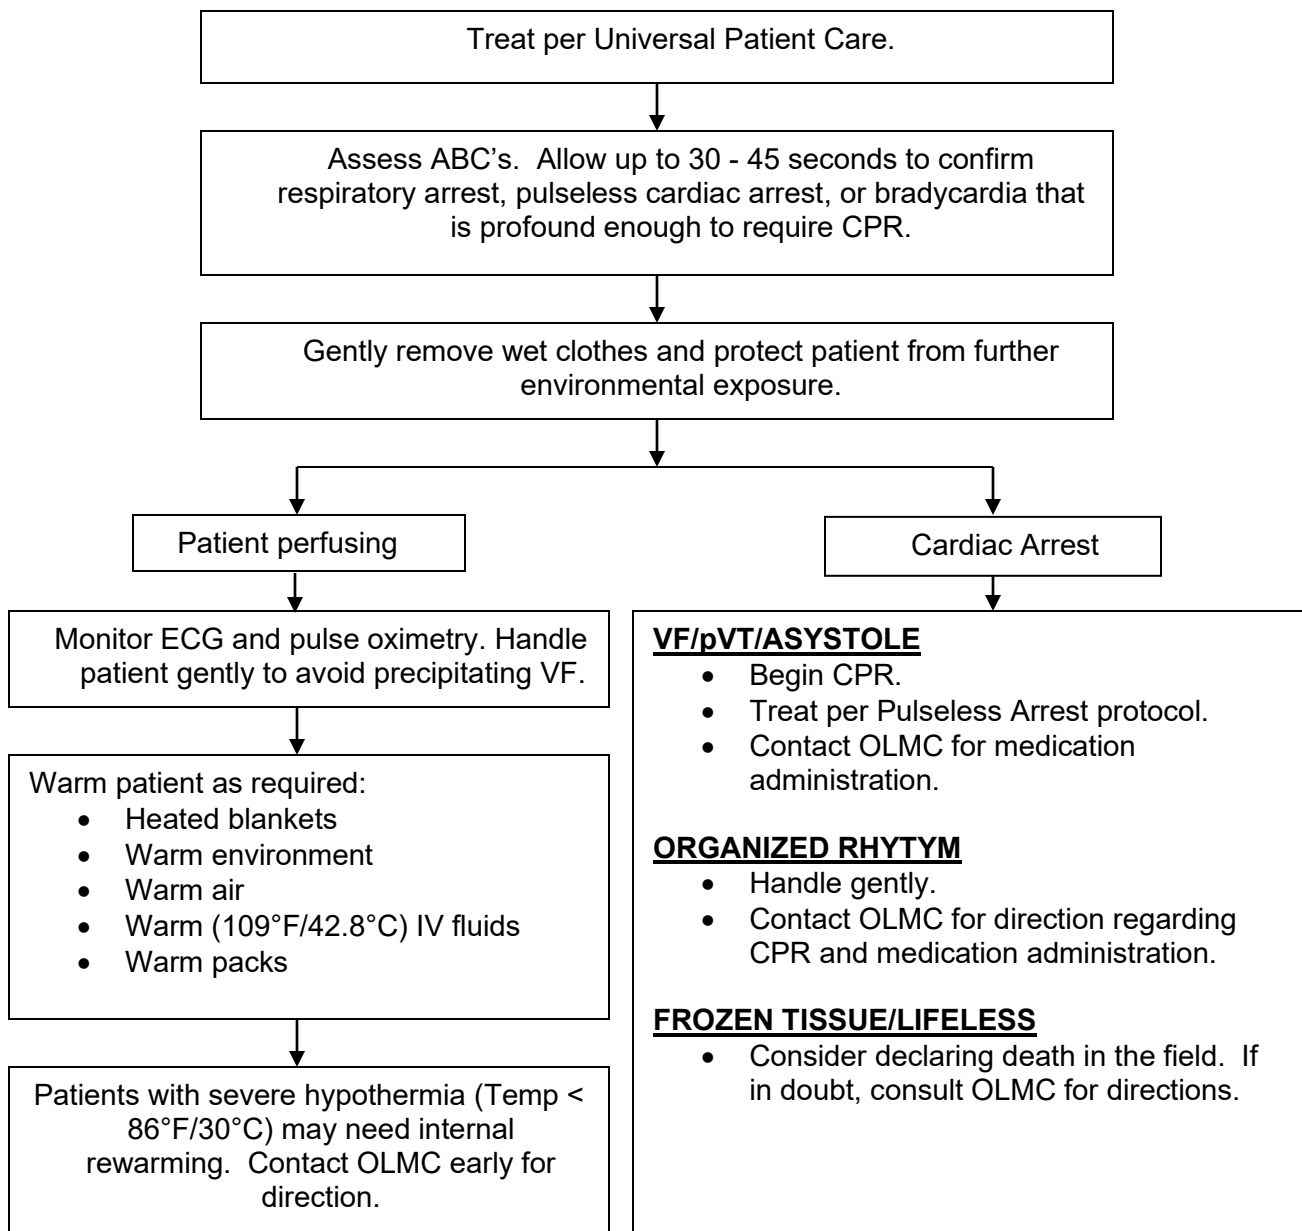 Treat per Universal Patient Care.
Assess ABC’s.  Allow up to 30 - 45 seconds to confirm
respiratory arrest, pulseless cardiac arrest, or bradycardia that
is profound enough to require CPR.
Gently remove wet clothes and protect patient from further
environmental exposure.
Patient perfusing
Monitor ECG and pulse oximetry. Handle
patient gently to avoid precipitating VF.
Warm patient as required:
• Heated blankets
• Warm environment
• Warm air
• Warm (109°F/42.8°C) IV fluids
• Warm packs
Patients with severe hypothermia (Temp <
86°F/30°C) may need internal
rewarming.  Contact OLMC early for
direction.
Cardiac Arrest
VF/pVT/ASYSTOLE
• Begin CPR.
• Treat per Pulseless Arrest protocol.
• Contact OLMC for medication
administration.
ORGANIZED RHYTYM
• Handle gently.
• Contact OLMC for direction regarding
CPR and medication administration.
FROZEN TISSUE/LIFELESS
• Consider declaring death in the field.  If
in doubt, consult OLMC for directions.